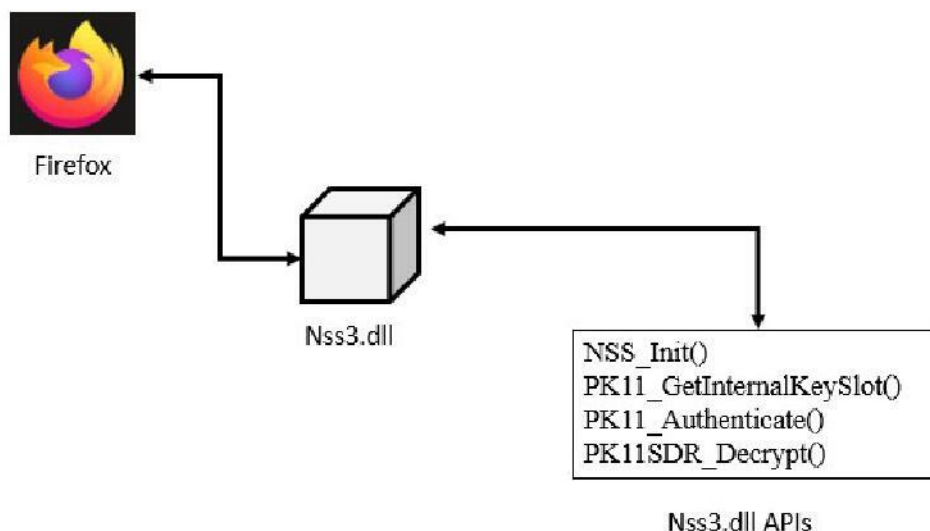 Firefox
Nss3.dll
NSS_Init()
PK11_GetInternalKeySlot()
PK11_Authenticate()
PK11SDR_Decrypt()
Nss3.dll APIs